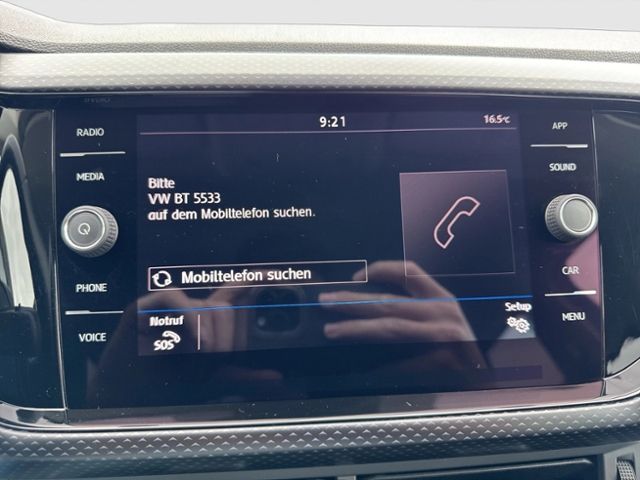 RADIO
MEDIA
PHONE
VOICE
9:21
16.5°C
Bitte
VW BT 5533
auf dem Mobiltelefon suchen.
Mobiltelefon suchen
Notruf
SOS
Setup
APP
SOUND
CAR
MENU